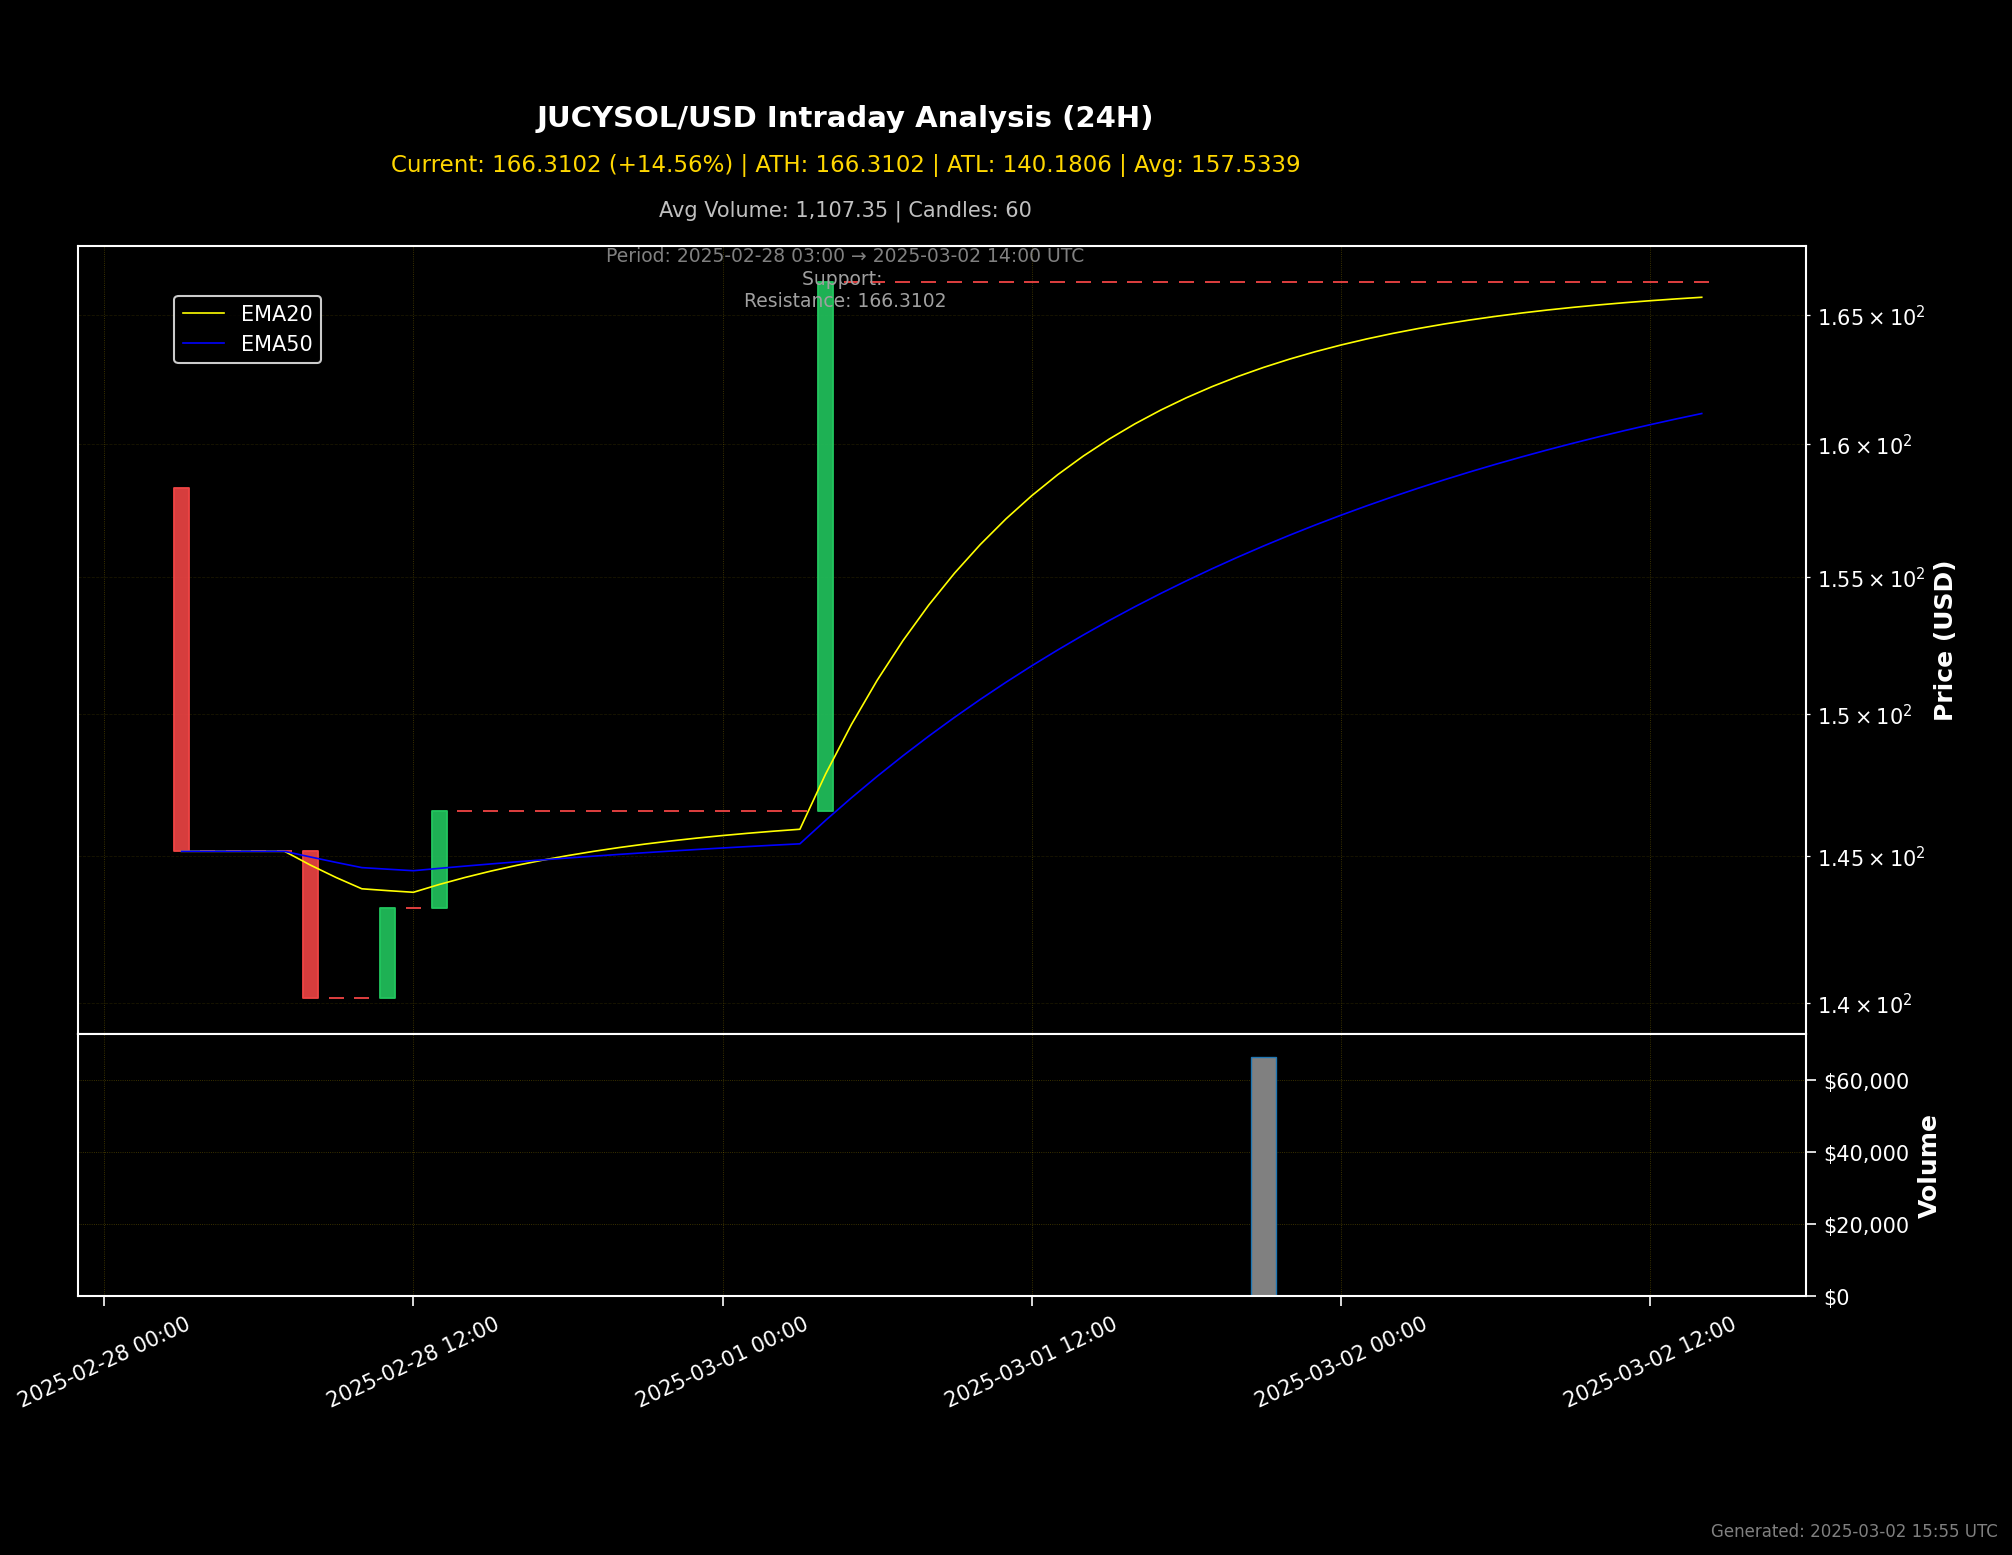 JUCYSOL/USD Intraday Analysis (24H)
Current: 166.3102 (+14.56%) | ATH: 166.3102 | ATL: 140.1806 | Avg: 157.5339
Avg Volume: 1,107.35 | Candles: 60
Period: 2025-02-28 03:00 → 2025-03-02 14:00 UTC
Support:
Resistance: 166.3102
EMA20
EMA50
1.65 × 10²
1.6 × 10²
1.55 × 10²
1.5 × 10²
1.45 × 10²
1.4 × 10²
Price (USD)
$60,000
$40,000
$20,000
$0
Volume
2025-02-28 00:00
2025-02-28 12:00
2025-03-01 00:00
2025-03-01 12:00
2025-03-02 00:00
2025-03-02 12:00
Generated: 2025-03-02 15:55 UTC